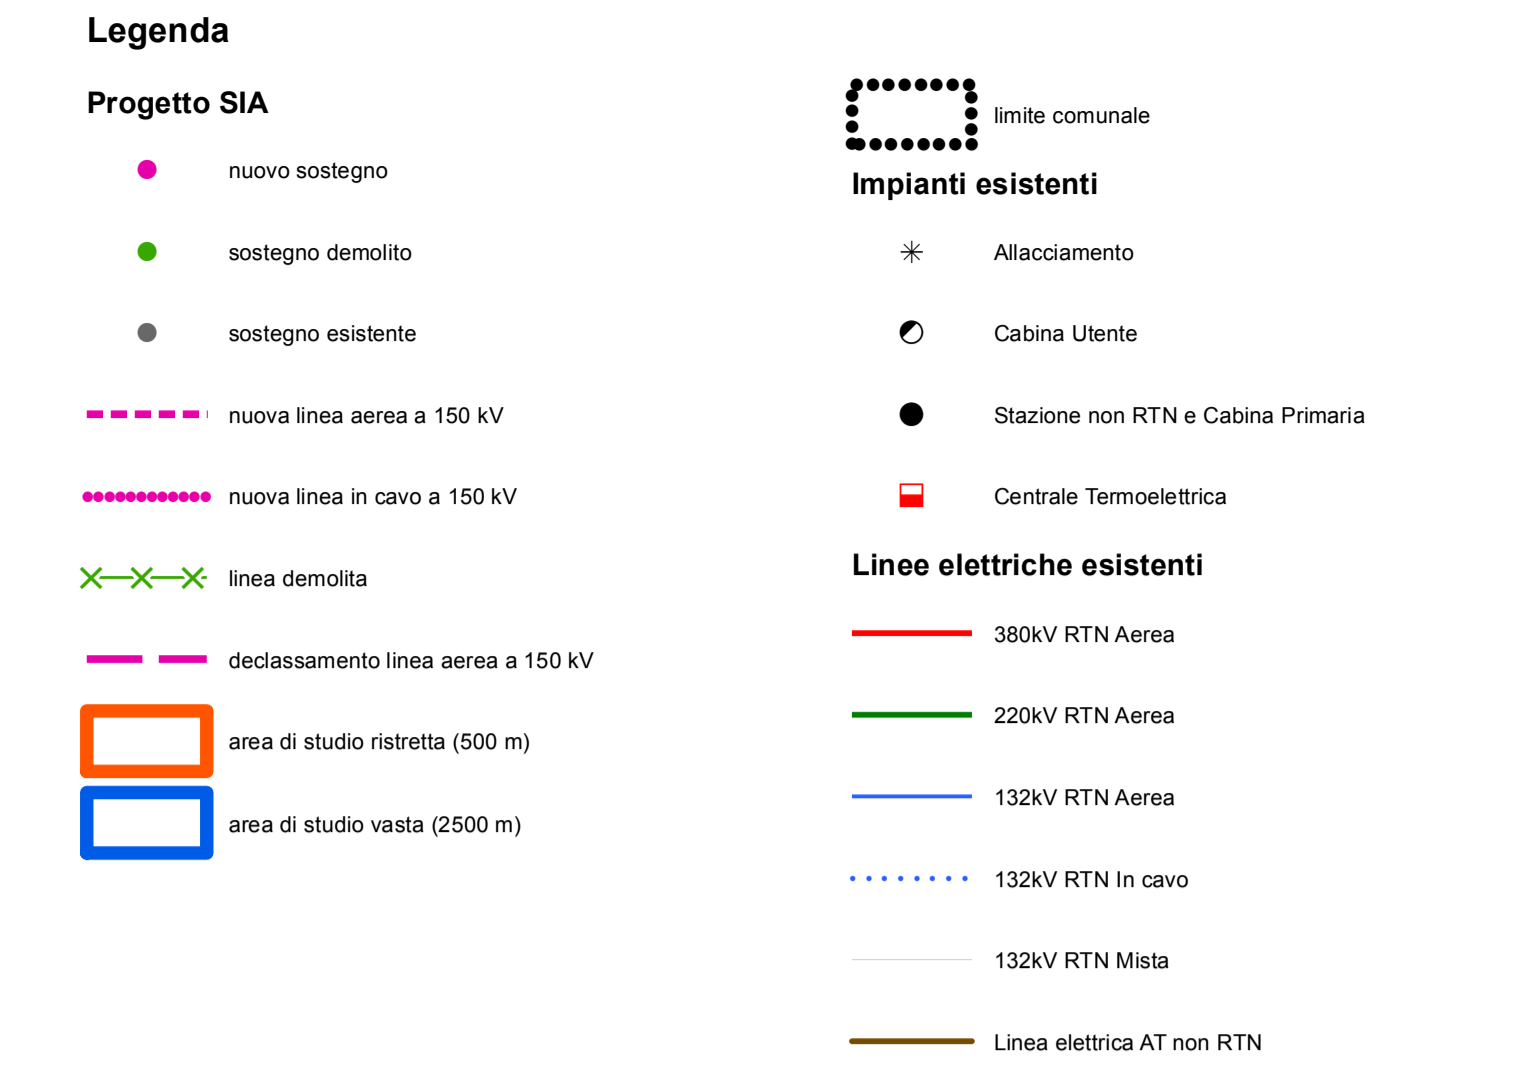 Legenda
Progetto SIA
nuovo sostegno
sostegno demolito
sostegno esistente
nuova linea aerea a 150 kV
nuova linea in cavo a 150 kV
linea demolita
declassamento linea aerea a 150 kV
area di studio ristretta (500 m)
area di studio vasta (2500 m)
limite comunale
Impianti esistenti
Allacciamento
Cabina Utente
Stazione non RTN e Cabina Primaria
Centrale Termoelettrica
Linee elettriche esistenti
380kV RTN Aerea
220kV RTN Aerea
132kV RTN Aerea
132kV RTN In cavo
132kV RTN Mista
Linea elettrica AT non RTN